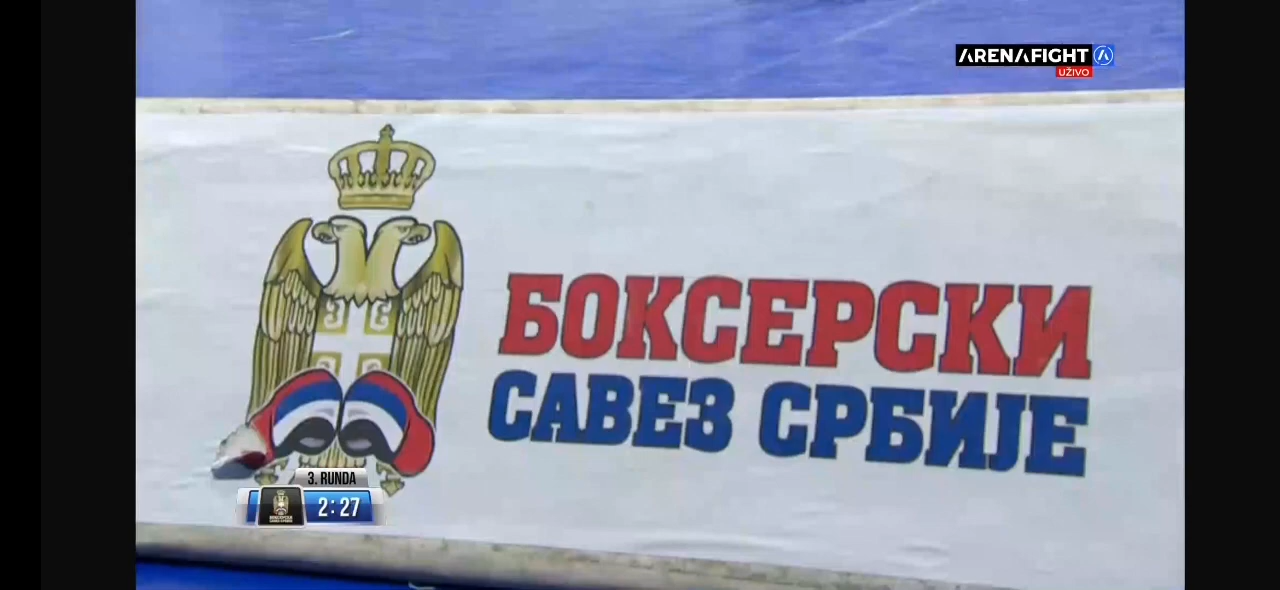 ARENA FIGHT
UŽIVO
БОКСЕРСКИ
САВЕЗ СРБИЈЕ
3. RUNDA
2:27